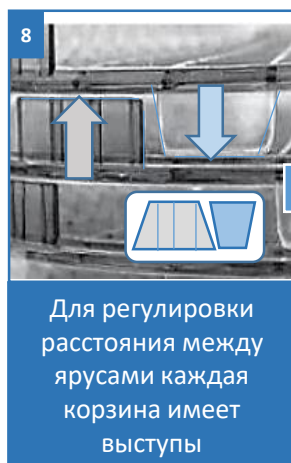 8
Для регулировки
расстояния между
ярусами каждая
корзина имеет
выступы